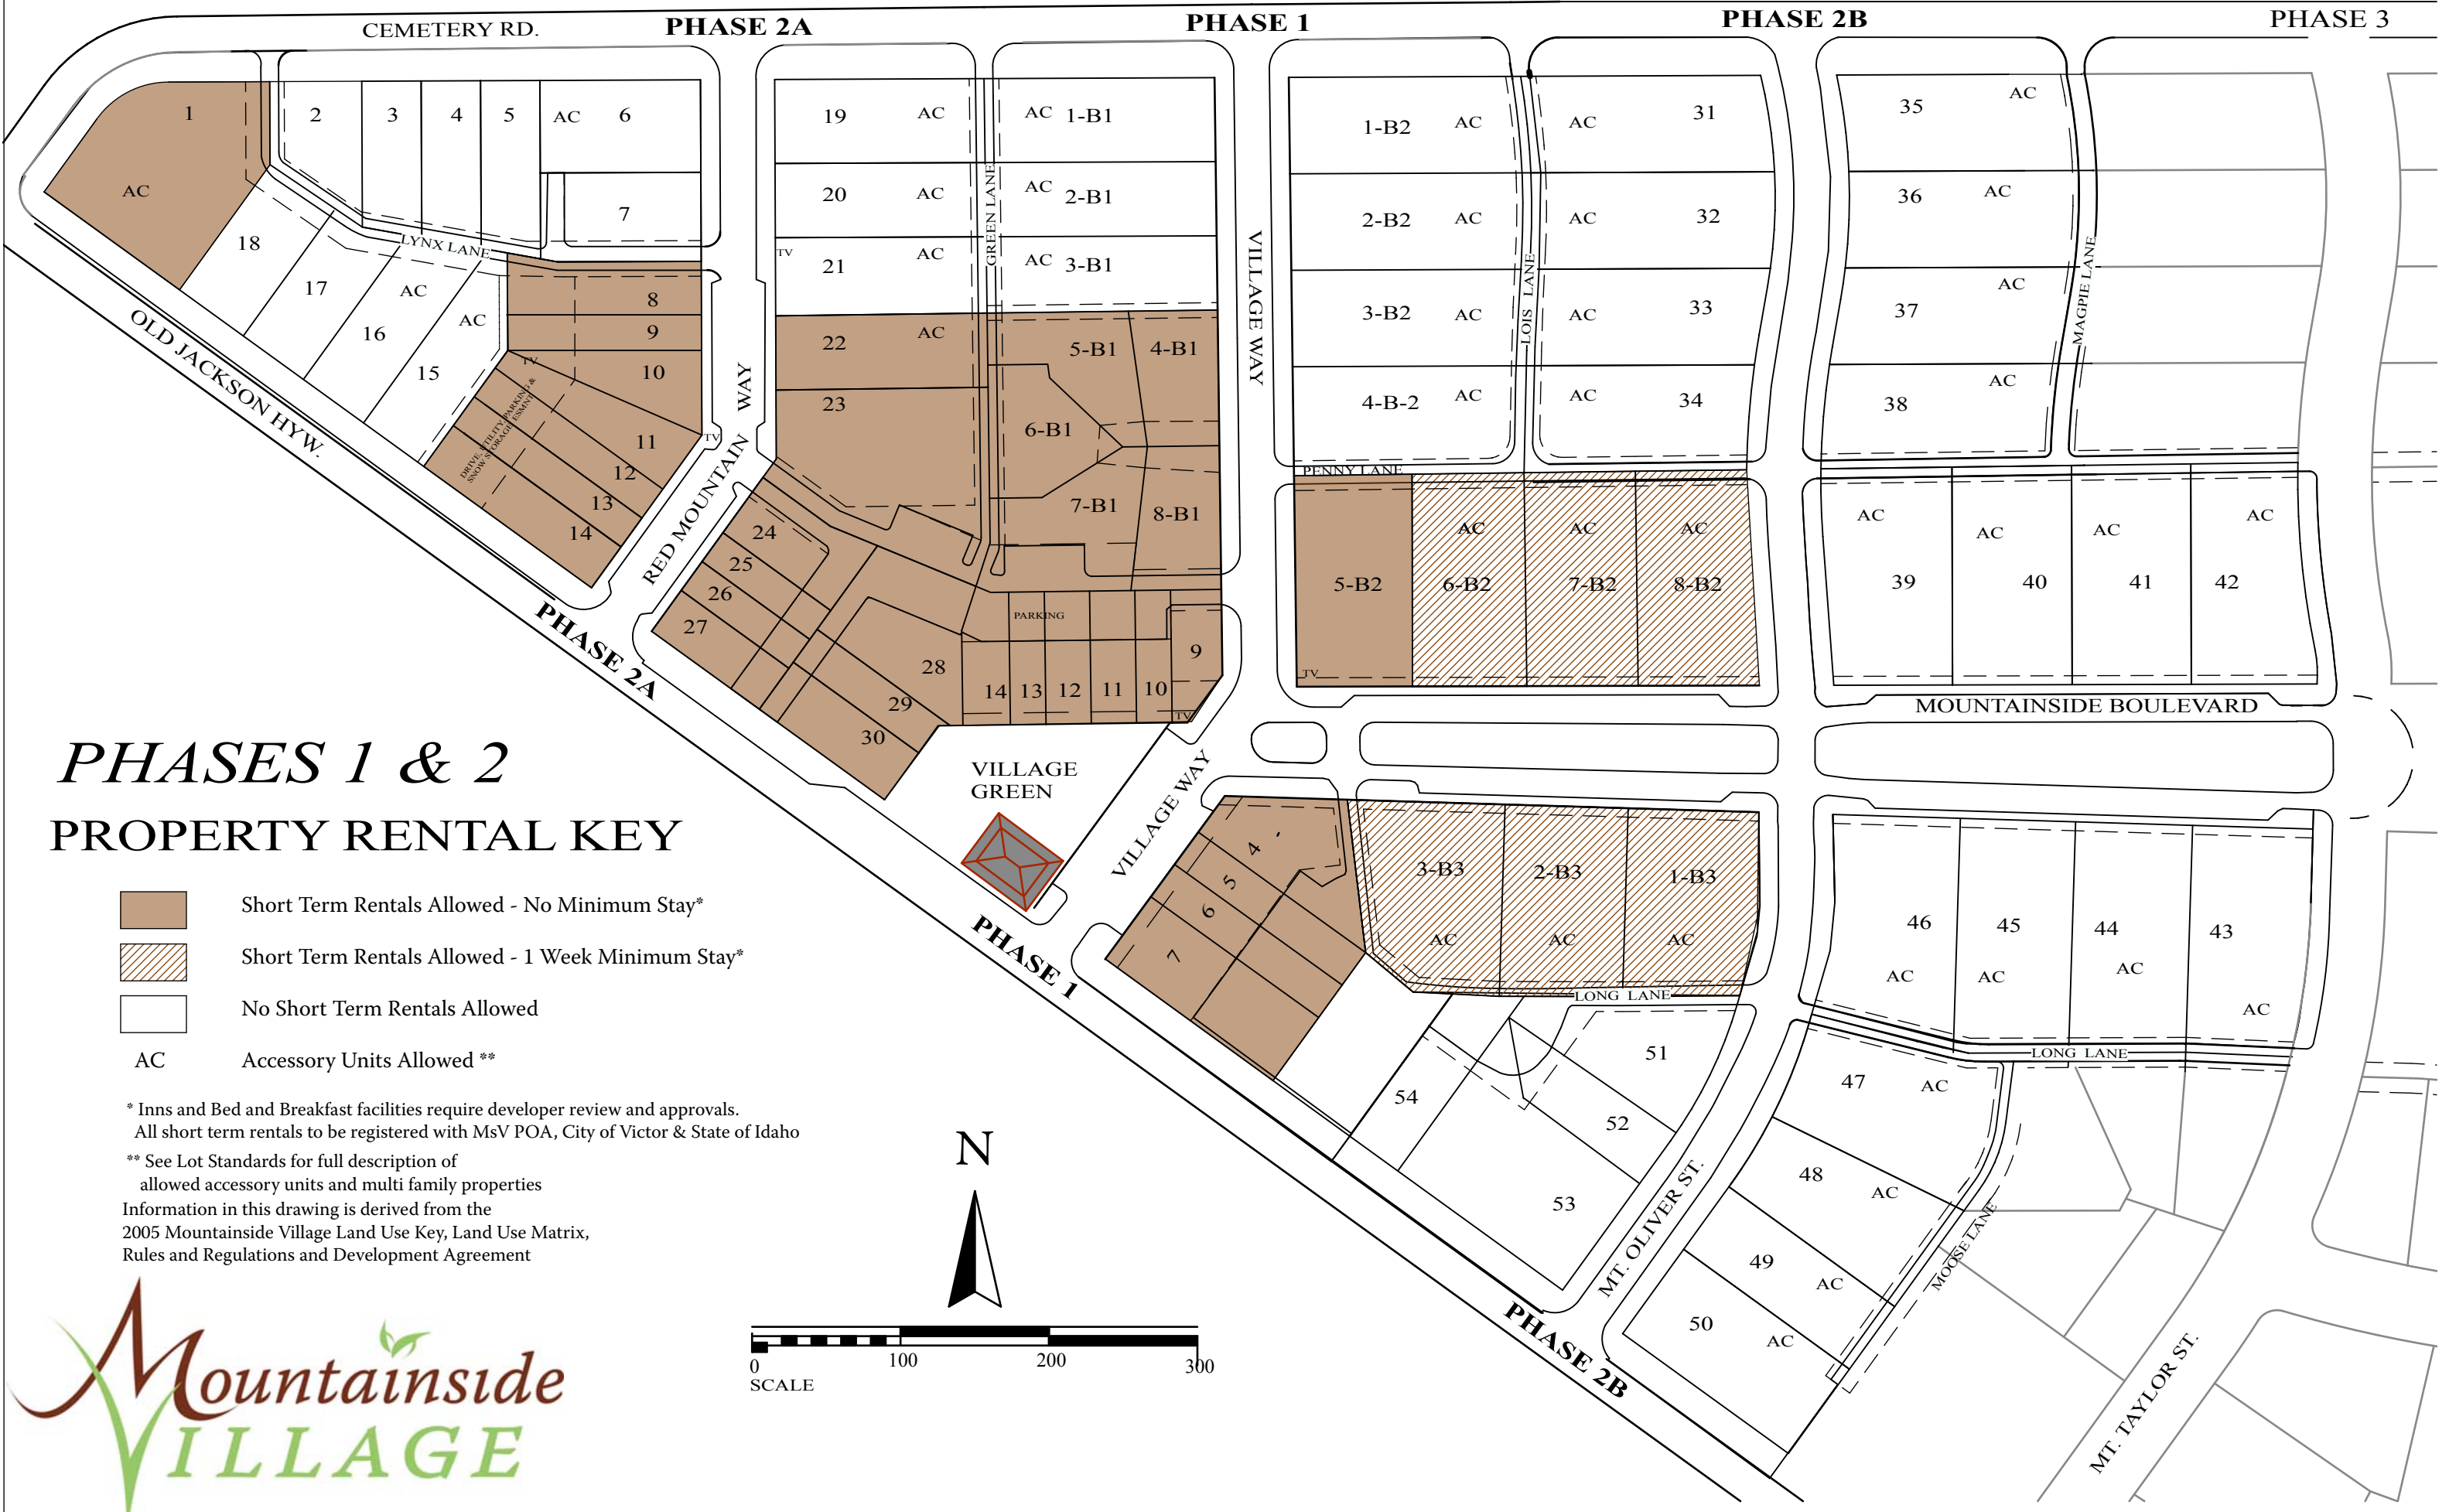 CEMETERY RD.
PHASE 2A
PHASE 1
PHASE 2B
PHASE 3
1
AC
2
3
4
5
AC
6
7
LYNX LANE
18
17
AC
16
AC
15
8
9
TV
10
TV
11
12
13
14
DRIVE, UTILITY, PARKING &
SNOW STORAGE ESMNT
OLD JACKSON HYW.
RED MOUNTAIN WAY
19
AC
20
AC
TV
21
AC
22
AC
23
GREEN LANE
AC
1-B1
AC
2-B1
AC
3-B1
5-B1
4-B1
6-B1
7-B1
8-B1
VILLAGE WAY
24
25
26
27
28
29
30
PARKING
14
13
12
11
10
9
TV
1-B2
AC
2-B2
AC
3-B2
AC
4-B-2
AC
LOIS LANE
AC
31
AC
32
AC
33
AC
34
PENNY LANE
5-B2
TV
AC
6-B2
AC
7-B2
AC
8-B2
35
AC
36
AC
37
AC
38
AC
MAGPIE LANE
AC
39
AC
40
AC
41
AC
42
MOUNTAINSIDE BOULEVARD
PHASE 2A
VILLAGE
GREEN
VILLAGE WAY
4 -
5
6
7
3-B3
AC
2-B3
AC
1-B3
AC
LONG LANE
PHASE 1
46
AC
45
AC
44
AC
43
AC
LONG LANE
51
52
53
54
47
AC
48
AC
49
AC
50
AC
MT. OLIVER ST.
MOOSE LANE
MT. TAYLOR ST.
PHASE 2B
PHASES 1 & 2
PROPERTY RENTAL KEY
Short Term Rentals Allowed - No Minimum Stay*
Short Term Rentals Allowed - 1 Week Minimum Stay*
No Short Term Rentals Allowed
AC Accessory Units Allowed **
* Inns and Bed and Breakfast facilities require developer review and approvals.
All short term rentals to be registered with MsV POA, City of Victor & State of Idaho
** See Lot Standards for full description of
allowed accessory units and multi family properties
Information in this drawing is derived from the
2005 Mountainside Village Land Use Key, Land Use Matrix,
Rules and Regulations and Development Agreement
N
0 100 200 300
SCALE
Mountainside
VILLAGE